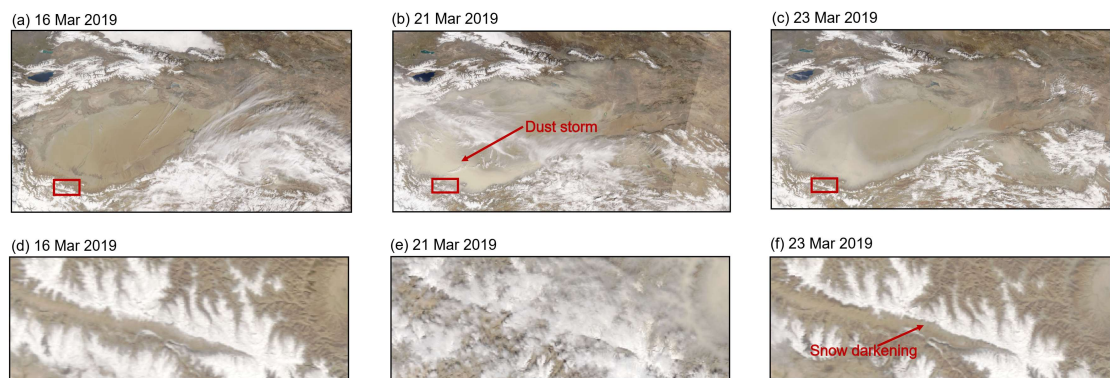 (a) 16 Mar 2019
(b) 21 Mar 2019
(c) 23 Mar 2019
Dust storm
(d) 16 Mar 2019
(e) 21 Mar 2019
(f) 23 Mar 2019
Snow darkening